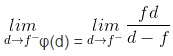 lim d→f⁻ φ(d) = lim d→f⁻ fd/(d − f)